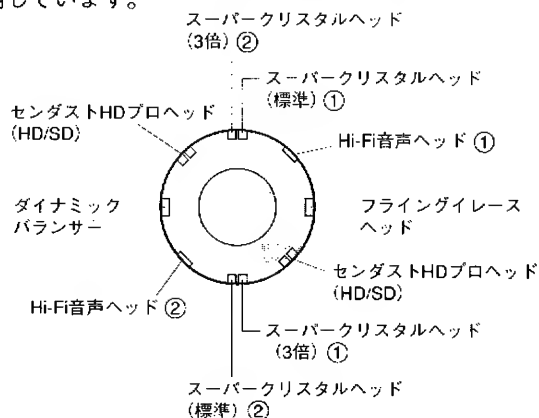 しています。
スーパークリスタルヘッド
(3倍) ②
スーパークリスタルヘッド
(標準) ①
センダストHDプロヘッド
(HD/SD)
Hi-Fi音声ヘッド ①
ダイナミック
バランサー
フライングイレース
ヘッド
センダストHDプロヘッド
(HD/SD)
Hi-Fi音声ヘッド ②
スーパークリスタルヘッド
(3倍) ①
スーパークリスタルヘッド
(標準) ②